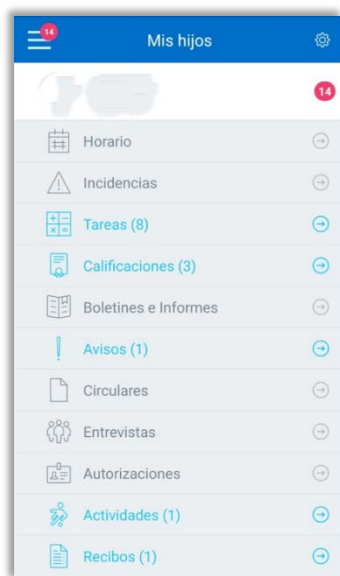 14
Mis hijos
14
Horario
Incidencias
Tareas (8)
Calificaciones (3)
Boletines e Informes
Avisos (1)
Circulares
Entrevistas
Autorizaciones
Actividades (1)
Recibos (1)